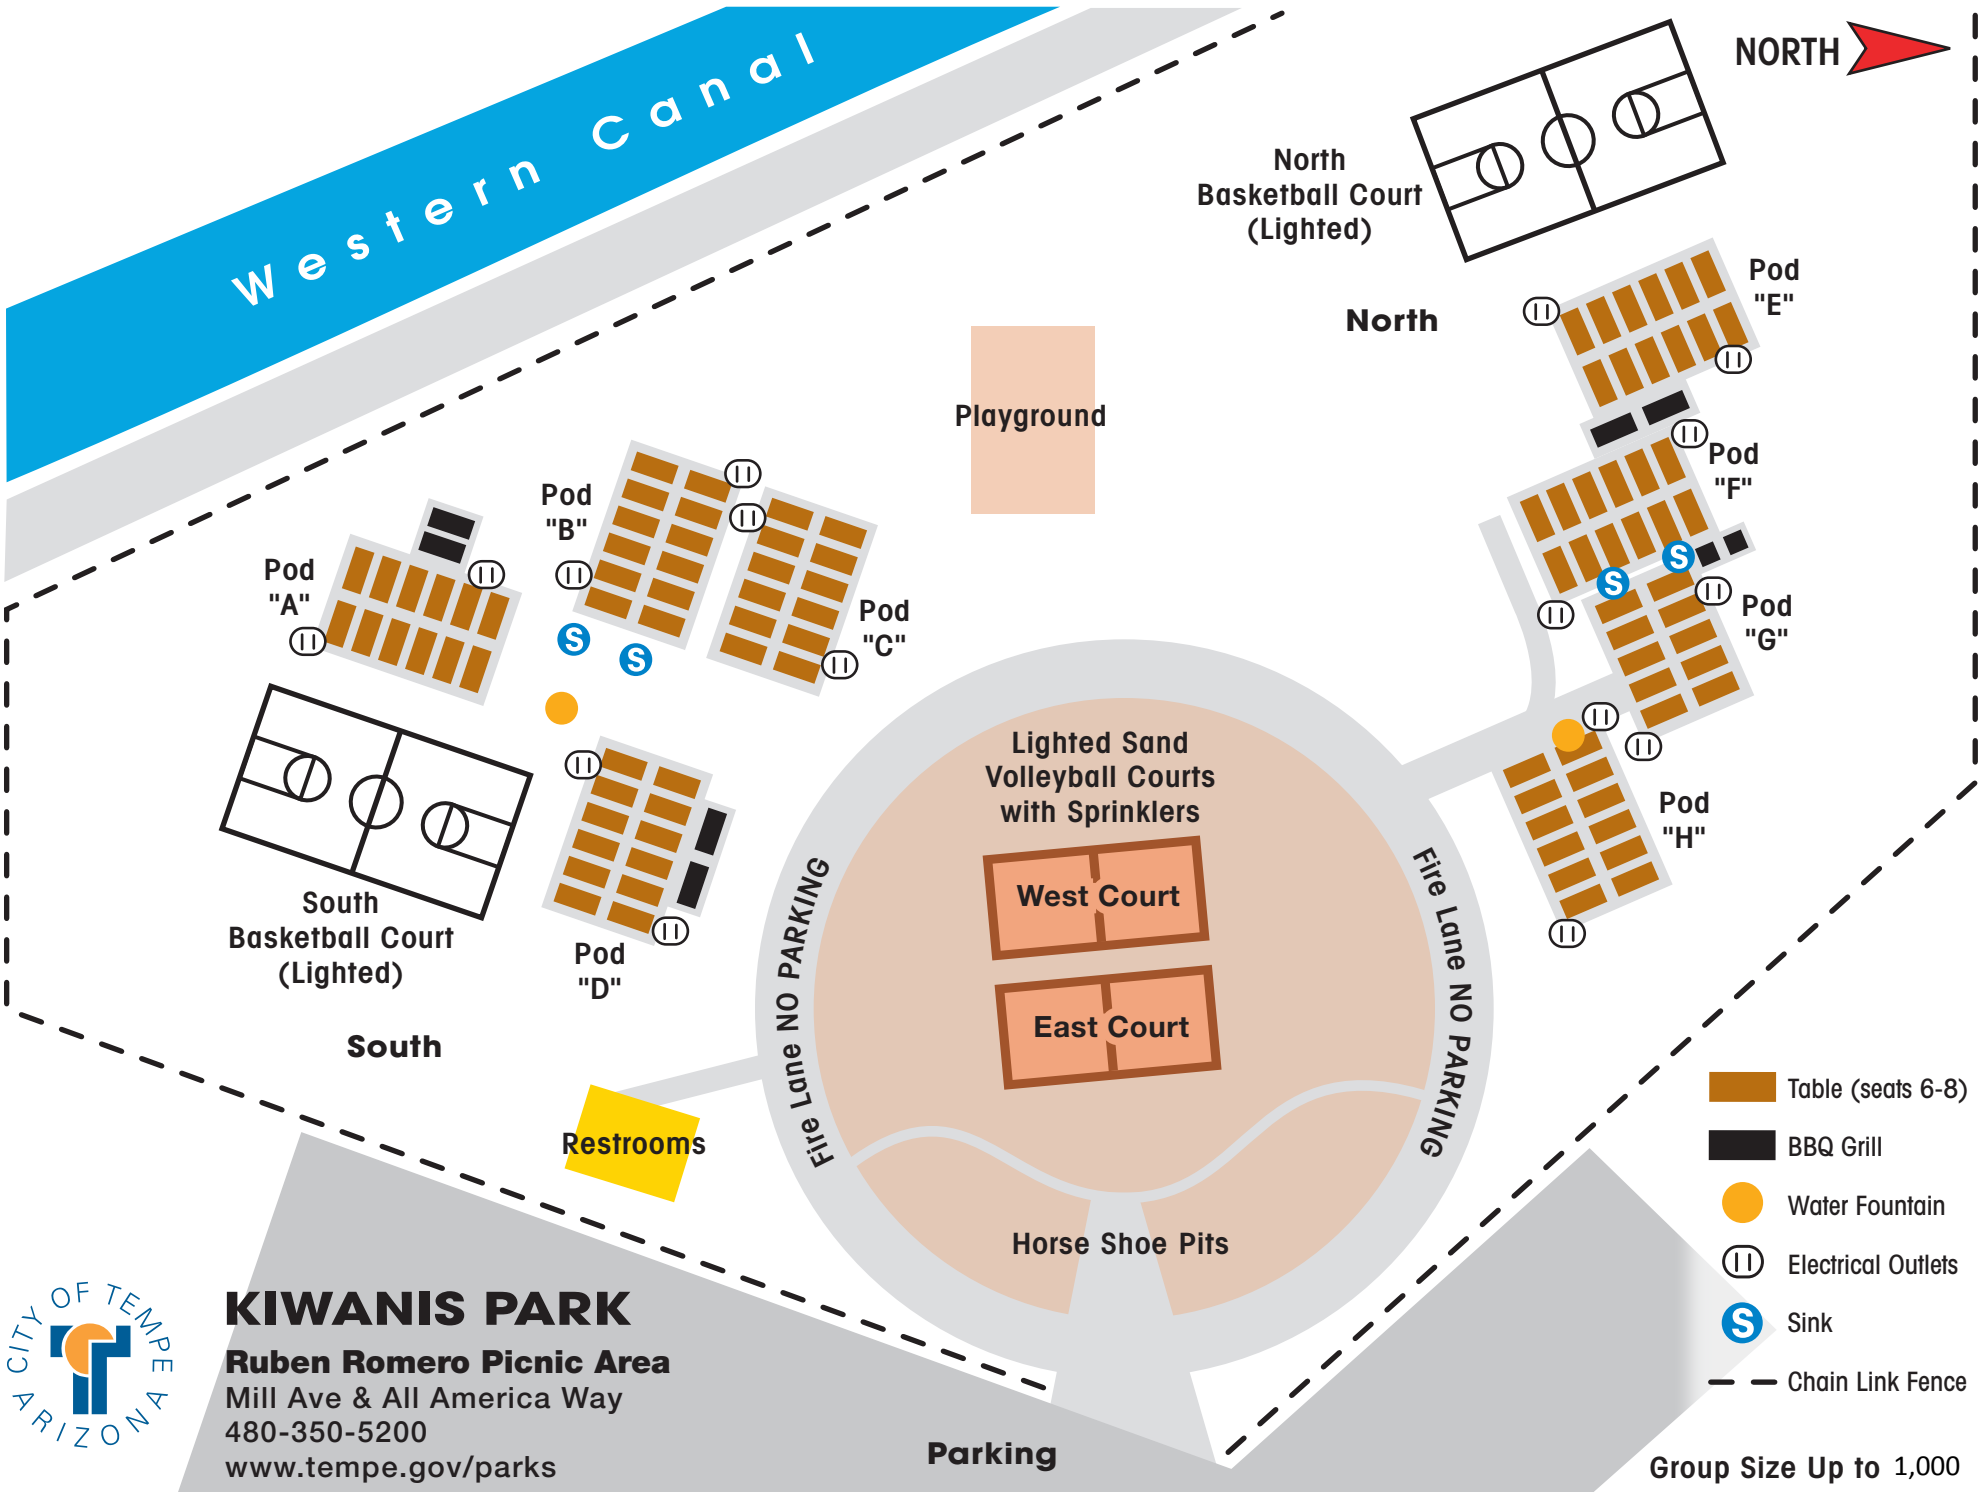 Western Canal
NORTH
North
Basketball Court
(Lighted)
Pod
"E"
North
Playground
Pod
"F"
Pod
"B"
Pod
"A"
Pod
"C"
Pod
"G"
Lighted Sand
Volleyball Courts
with Sprinklers
Pod
"H"
West Court
East Court
Fire Lane NO PARKING
Fire Lane NO PARKING
South
Basketball Court
(Lighted)
Pod
"D"
South
Restrooms
Horse Shoe Pits
Table (seats 6-8)
BBQ Grill
Water Fountain
Electrical Outlets
S
S
S
S
S
Sink
Chain Link Fence
CITY OF TEMPE
ARIZONA
KIWANIS PARK
Ruben Romero Picnic Area
Mill Ave & All America Way
480-350-5200
www.tempe.gov/parks
Parking
Group Size Up to 1,000